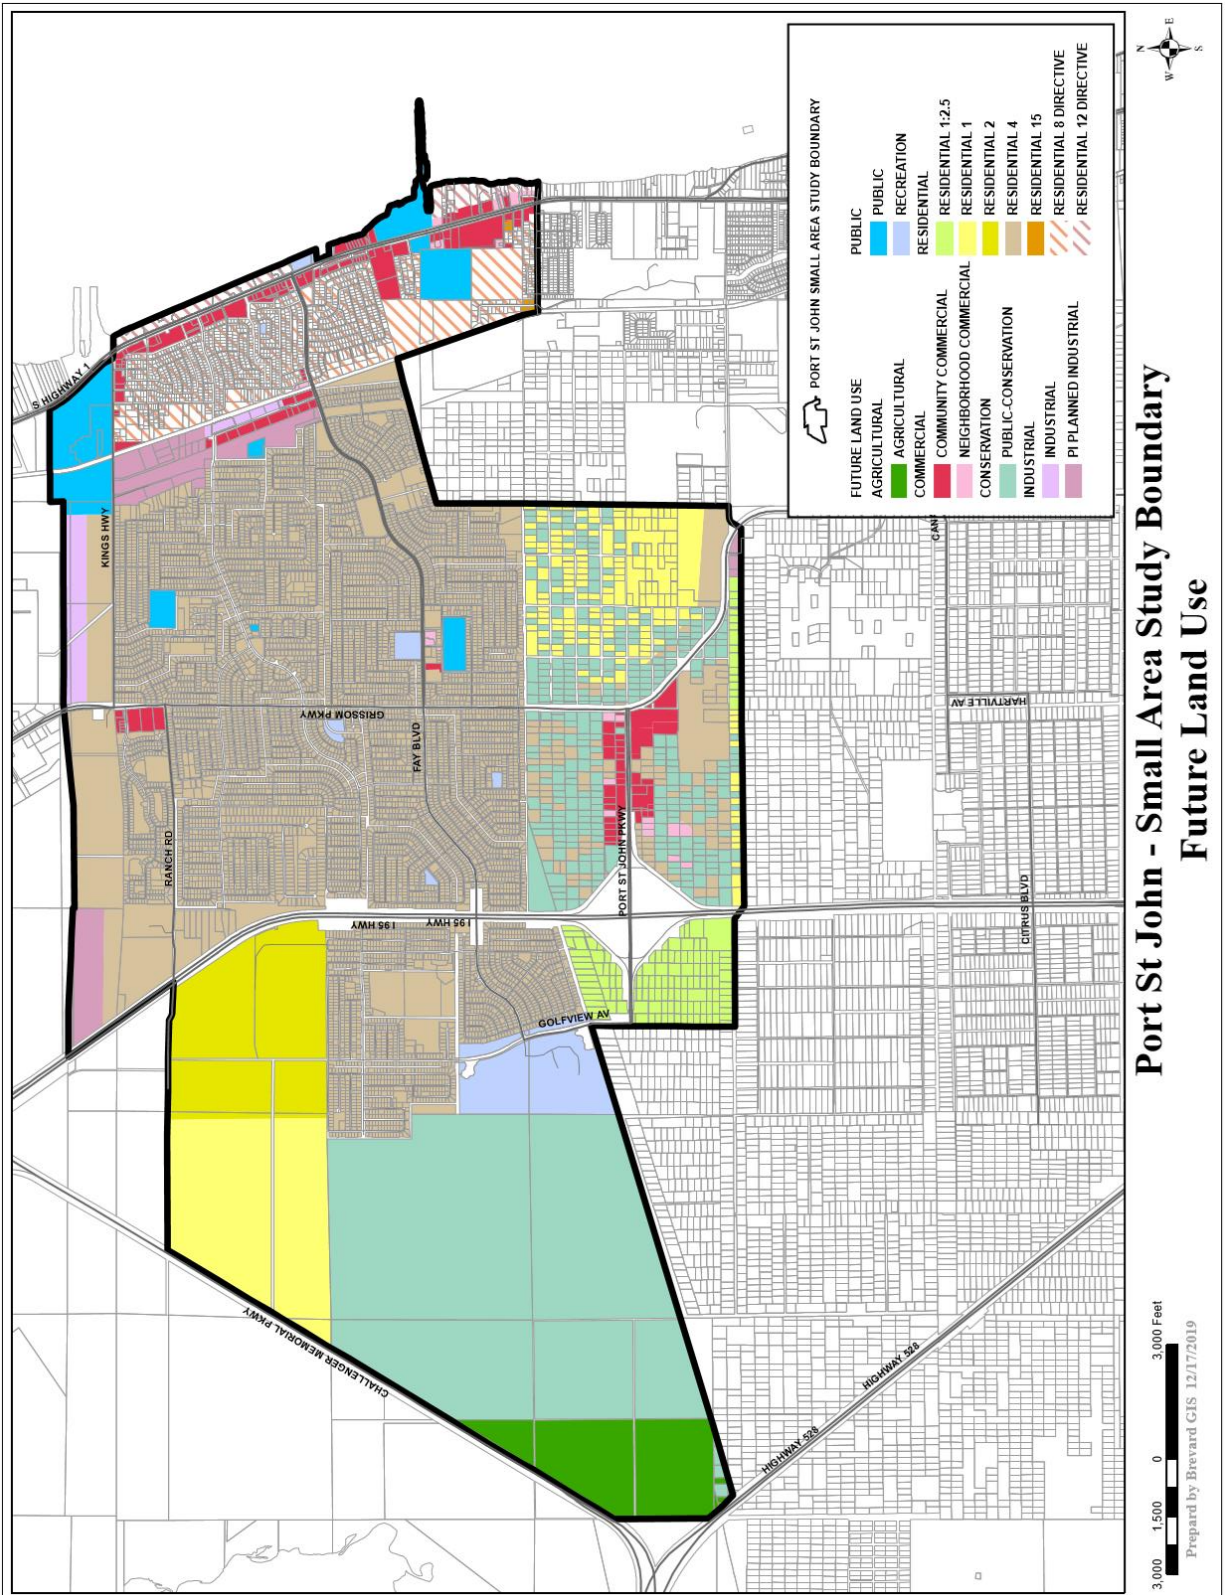 Port St John - Small Area Study Boundary
Future Land Use
N
E
S
W
PORT ST JOHN SMALL AREA STUDY BOUNDARY
FUTURE LAND USE
AGRICULTURAL
AGRICULTURAL
COMMERCIAL
COMMUNITY COMMERCIAL
NEIGHBORHOOD COMMERCIAL
CONSERVATION
PUBLIC-CONSERVATION
INDUSTRIAL
INDUSTRIAL
PI PLANNED INDUSTRIAL
PUBLIC
PUBLIC
RECREATION
RESIDENTIAL
RESIDENTIAL 1:2.5
RESIDENTIAL 1
RESIDENTIAL 2
RESIDENTIAL 4
RESIDENTIAL 15
RESIDENTIAL 8 DIRECTIVE
RESIDENTIAL 12 DIRECTIVE
S HIGHWAY 1
KINGS HWY
GRISSOM PKWY
FAY BLVD
RANCH RD
I 95 HWY
I 95 HWY
PORT ST JOHN PKWY
GOLFVIEW AV
CHALLENGER MEMORIAL PKWY
HIGHWAY 528
HIGHWAY 528
CITRUS BLVD
HARTVILLE AV
3,000 1,500 0 3,000 Feet
Prepared by Brevard GIS 12/17/2019